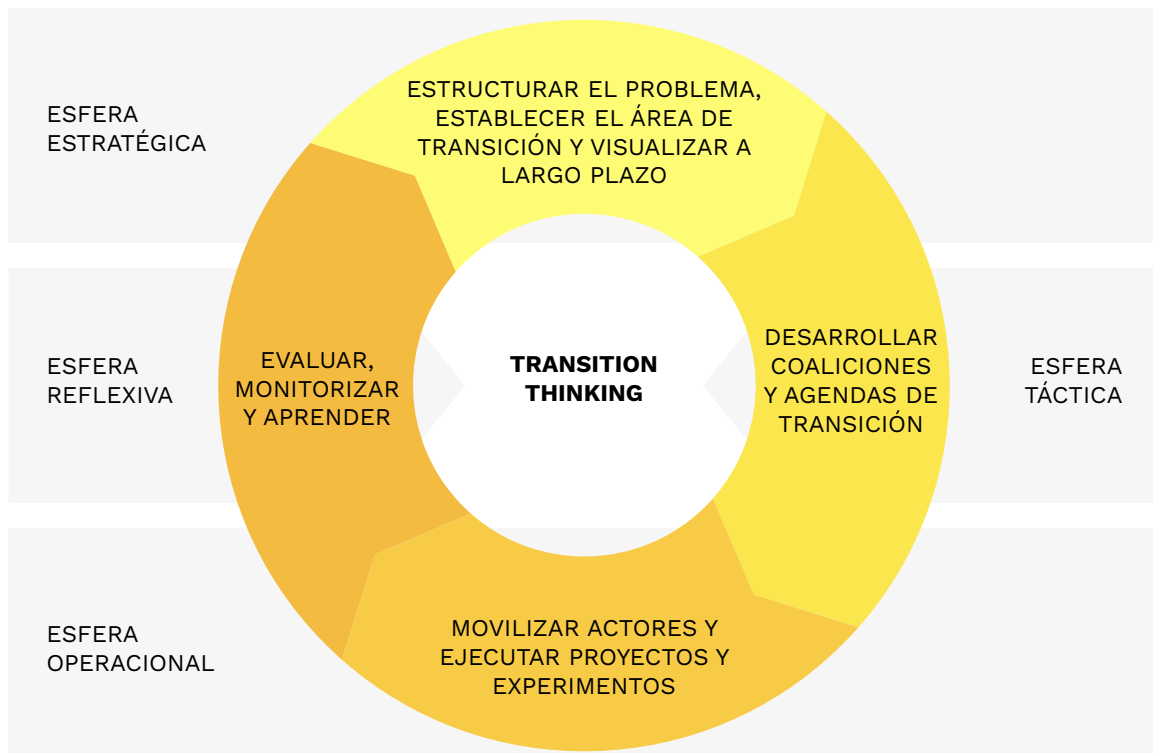 ESFERA
ESTRATÉGICA
ESTRUCTURAR EL PROBLEMA,
ESTABLECER EL ÁREA DE
TRANSICIÓN Y VISUALIZAR A
LARGO PLAZO
ESFERA
REFLEXIVA
EVALUAR,
MONITORIZAR
Y APRENDER
TRANSITION
THINKING
DESARROLLAR
COALICIONES
Y AGENDAS DE
TRANSICIÓN
ESFERA
TÁCTICA
ESFERA
OPERACIONAL
MOVILIZAR ACTORES Y
EJECUTAR PROYECTOS Y
EXPERIMENTOS